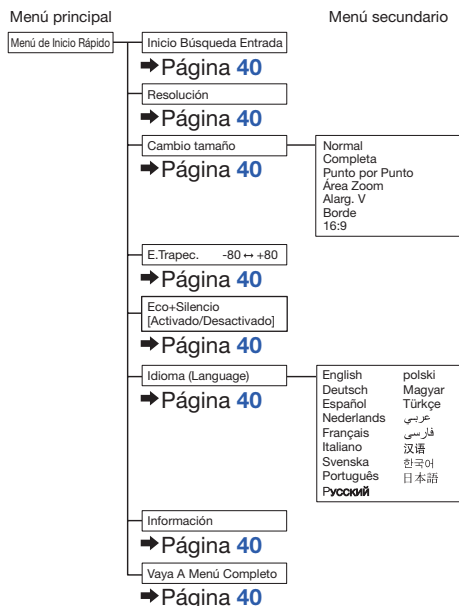 Menú principal
Menú secundario
Menú de Inicio Rápido
Inicio Búsqueda Entrada
➡Página 40
Resolución
➡Página 40
Cambio tamaño
➡Página 40
Normal
Completa
Punto por Punto
Área Zoom
Alarg. V
Borde
16:9
E.Trapec. -80 ↔ +80
➡Página 40
Eco+Silencio
[Activado/Desactivado]
➡Página 40
Idioma (Language)
➡Página 40
English polski
Deutsch Magyar
Español Türkçe
Nederlands عربي
Français فارسی
Italiano 汉语
Svenska 한국어
Português 日本語
Русский
Información
➡Página 40
Vaya A Menú Completo
➡Página 40